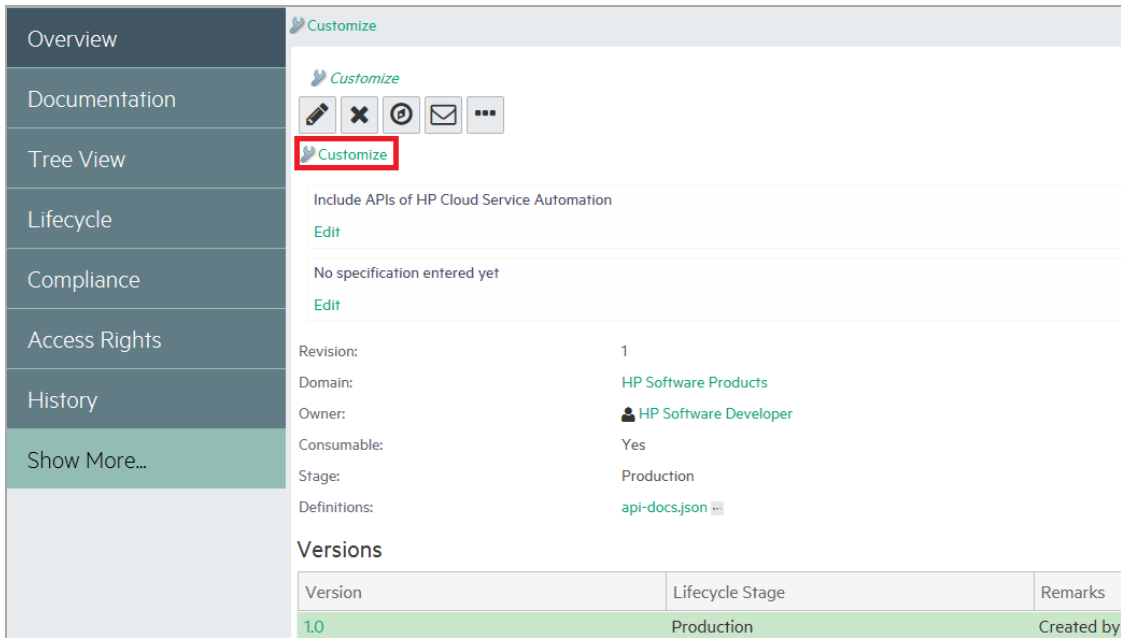 Overview
Documentation
Tree View
Lifecycle
Compliance
Access Rights
History
Show More...
Customize
Customize
Customize
Include APIs of HP Cloud Service Automation
Edit
No specification entered yet
Edit
Revision: 1
Domain: HP Software Products
Owner: HP Software Developer
Consumable: Yes
Stage: Production
Definitions: api-docs.json
Versions
Version Lifecycle Stage Remarks
1.0 Production Created by